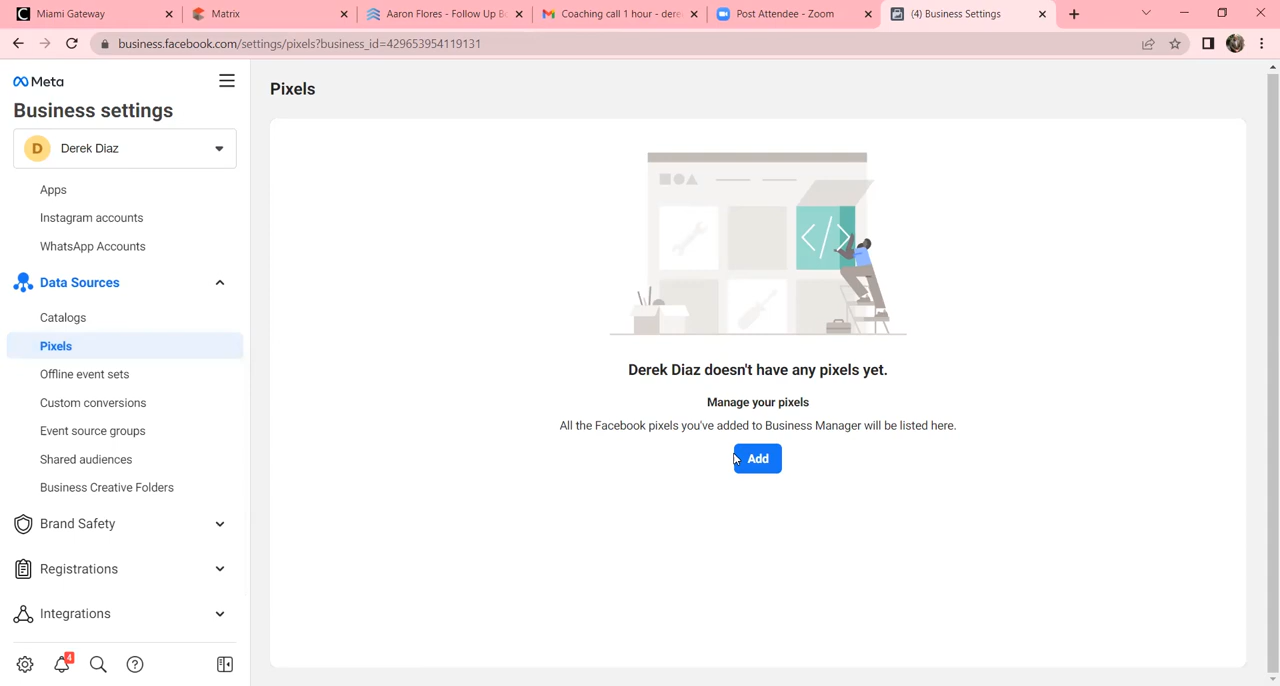 Miami Gateway
Matrix
Aaron Flores - Follow Up B
Coaching call 1 hour - dere
Post Attendee - Zoom
(4) Business Settings
business.facebook.com/settings/pixels?business_id=429653954119131
Meta
Business settings
D
Derek Diaz
Apps
Instagram accounts
WhatsApp Accounts
Data Sources
Catalogs
Pixels
Offline event sets
Custom conversions
Event source groups
Shared audiences
Business Creative Folders
Brand Safety
Registrations
Integrations
4
Pixels
Derek Diaz doesn't have any pixels yet.
Manage your pixels
All the Facebook pixels you've added to Business Manager will be listed here.
Add